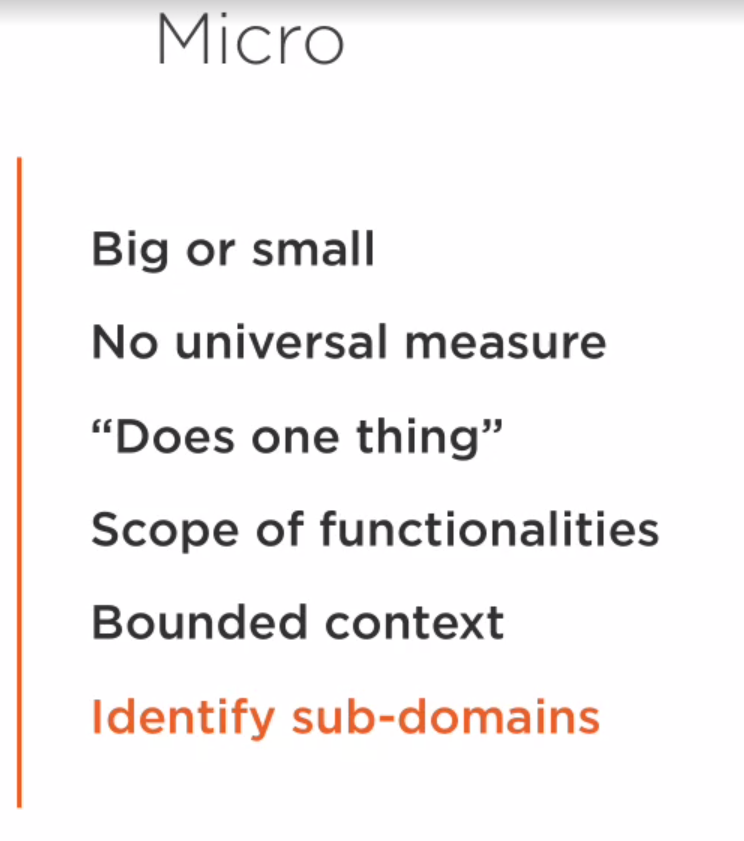 Micro
Big or small
No universal measure
“Does one thing”
Scope of functionalities
Bounded context
Identify sub-domains